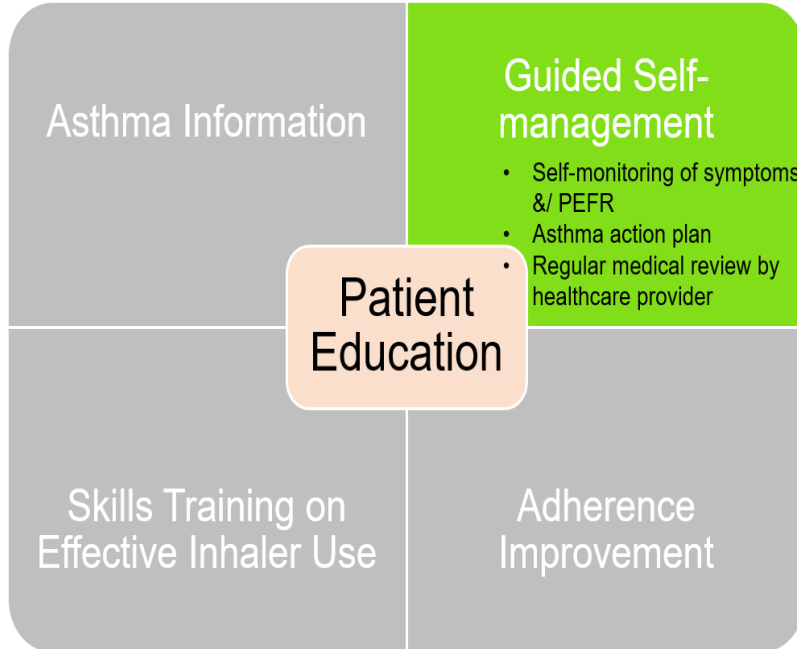 Asthma Information
Guided Self-
management
• Self-monitoring of symptoms
&/ PEFR
• Asthma action plan
• Regular medical review by
healthcare provider
Patient
Education
Skills Training on
Effective Inhaler Use
Adherence
Improvement